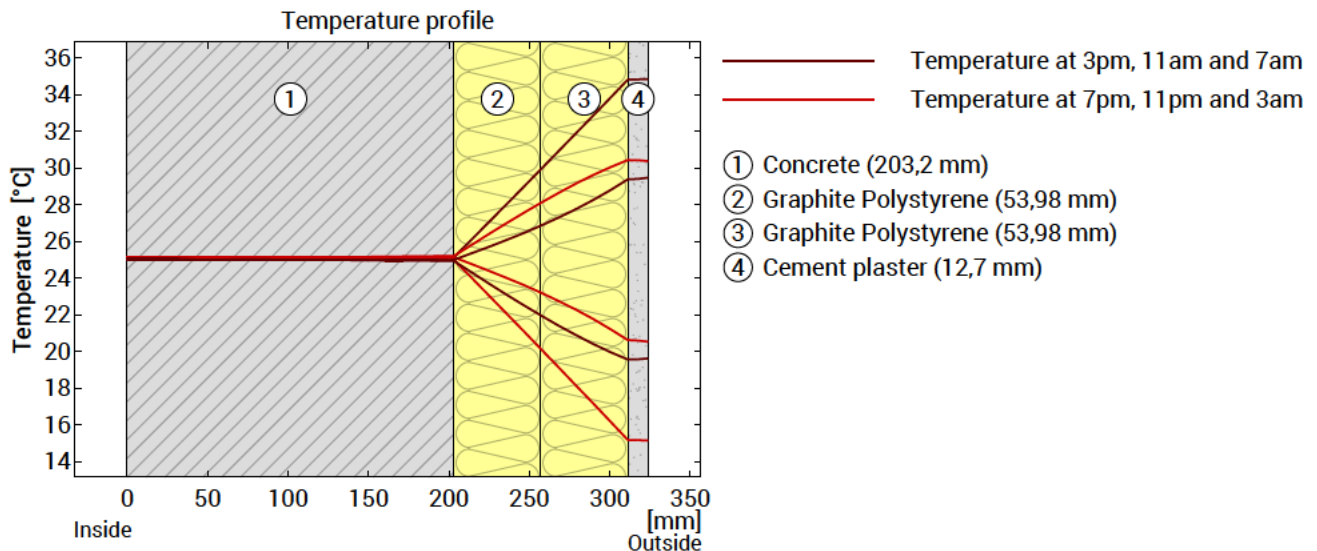 Temperature profile
Temperature [°C]
36
34
32
30
28
26
24
22
20
18
16
14
0 50 100 150 200 250 300 350
[mm]
Inside
Outside
1
2
3
4
Temperature at 3pm, 11am and 7am
Temperature at 7pm, 11pm and 3am
1 Concrete (203,2 mm)
2 Graphite Polystyrene (53,98 mm)
3 Graphite Polystyrene (53,98 mm)
4 Cement plaster (12,7 mm)